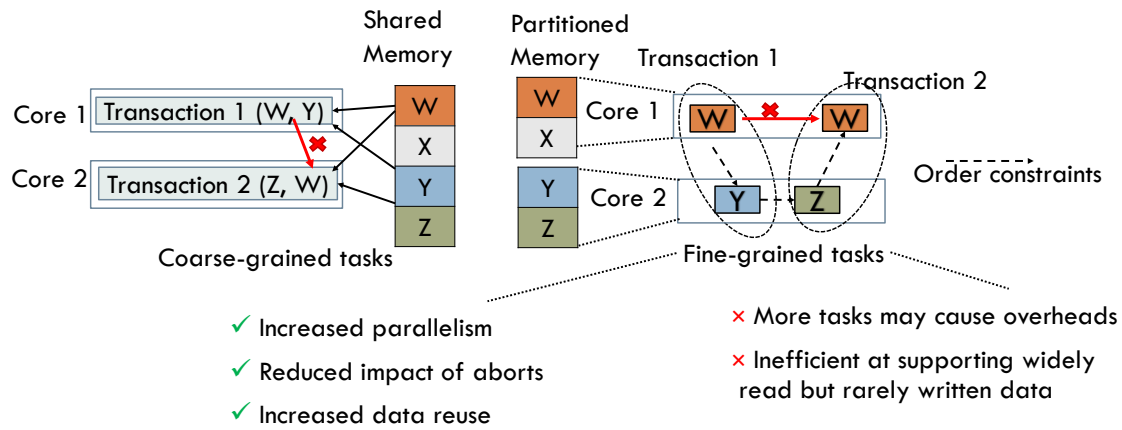 Shared
Memory
Core 1
Transaction 1 (W, Y)
Core 2
Transaction 2 (Z, W)
W
X
Y
Z
Coarse-grained tasks
Partitioned
Memory
W
X
Y
Z
Transaction 1
Transaction 2
Core 1
W
W
Core 2
Y
Z
Order constraints
Fine-grained tasks
✓ Increased parallelism
✓ Reduced impact of aborts
✓ Increased data reuse
× More tasks may cause overheads
× Inefficient at supporting widely
read but rarely written data